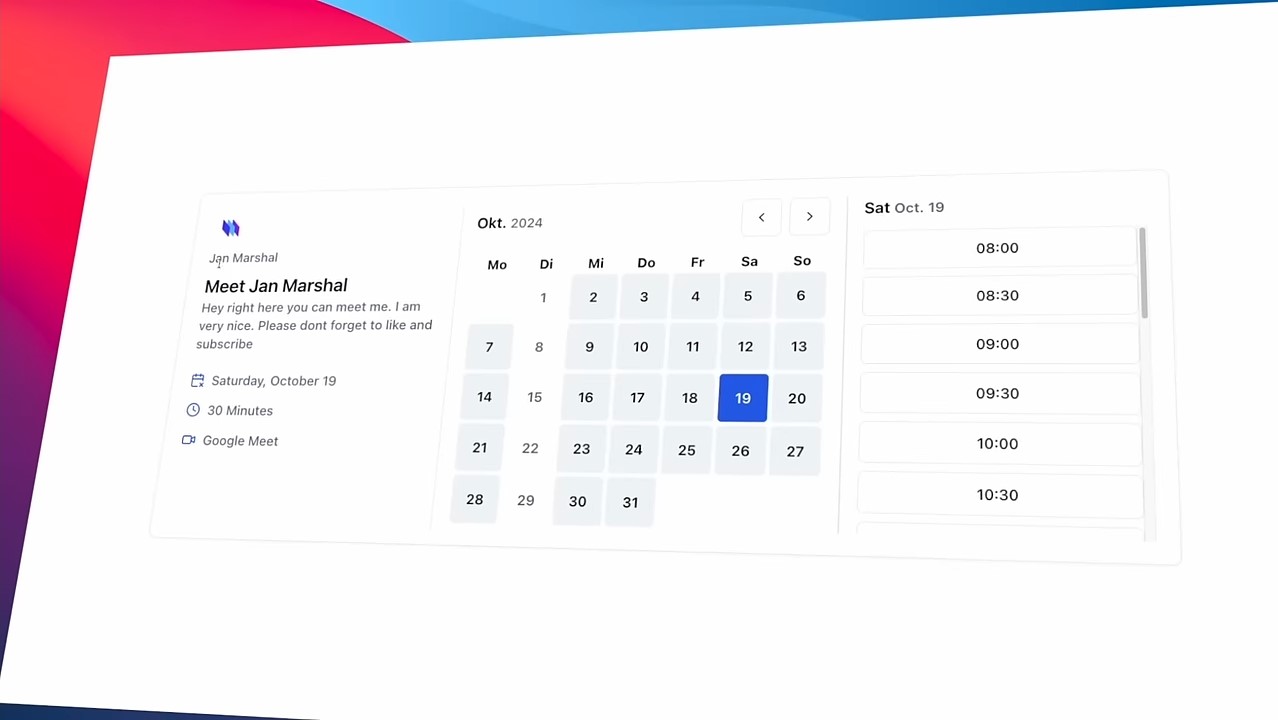 Jan Marshal
Meet Jan Marshal
Hey right here you can meet me. I am
very nice. Please dont forget to like and
subscribe
Saturday, October 19
30 Minutes
Google Meet
Okt. 2024
Mo Di Mi Do Fr Sa So
1 2 3 4 5 6
7 8 9 10 11 12 13
14 15 16 17 18 19 20
21 22 23 24 25 26 27
28 29 30 31
Sat Oct. 19
08:00
08:30
09:00
09:30
10:00
10:30